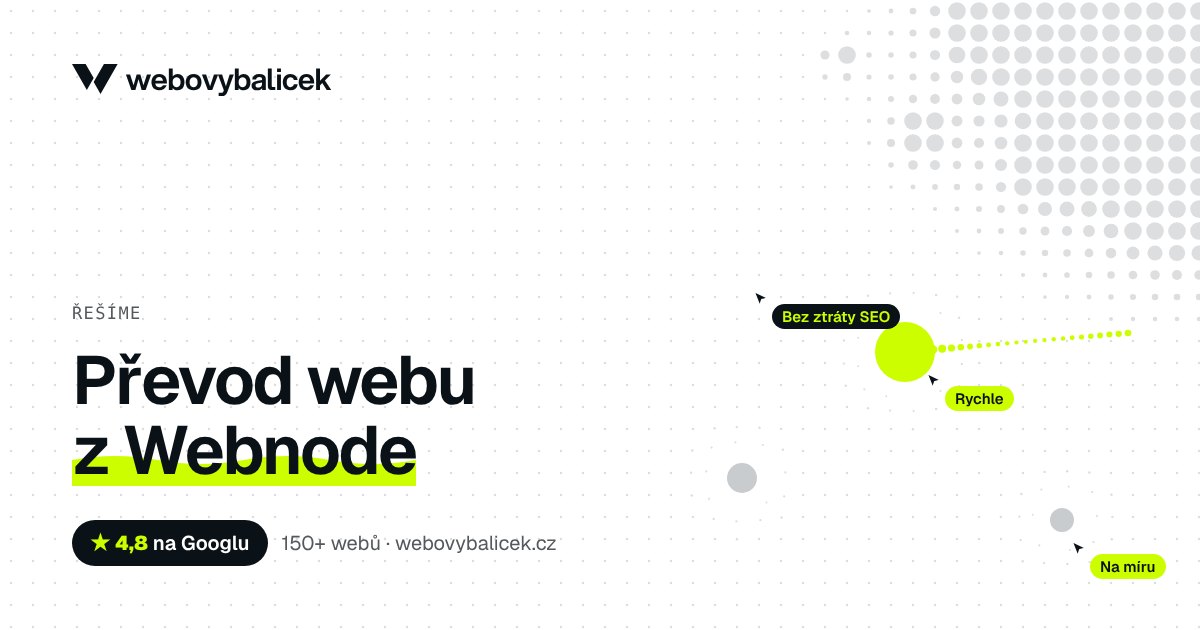 webovybalicek
ŘEŠÍME
Převod webu
z Webnode
★ 4,8 na Googlu
150+ webů · webovybalicek.cz
Bez ztráty SEO
Rychle
Na míru